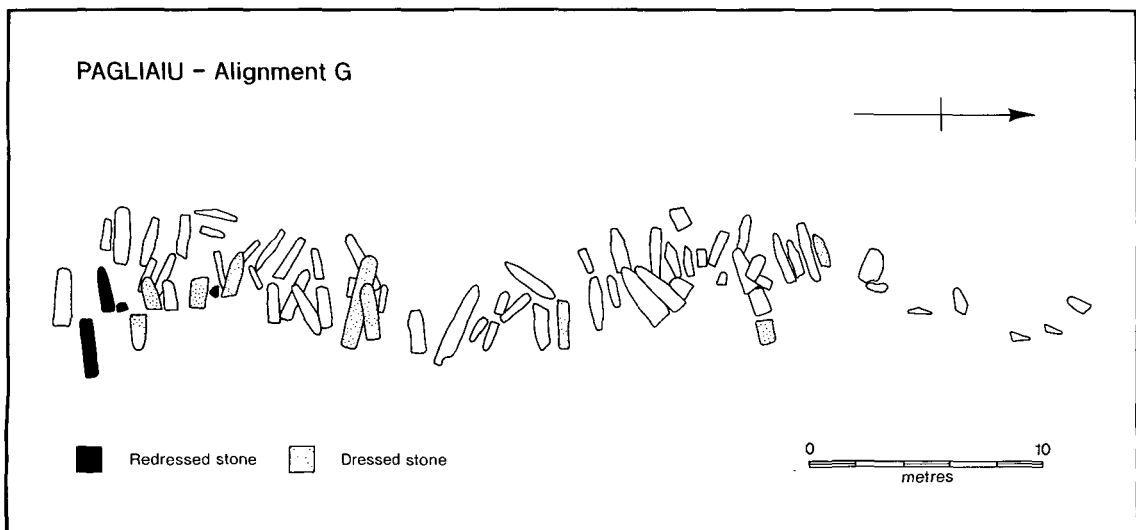 PAGLIAIU – Alignment G
Redressed stone
Dressed stone
0 10
metres